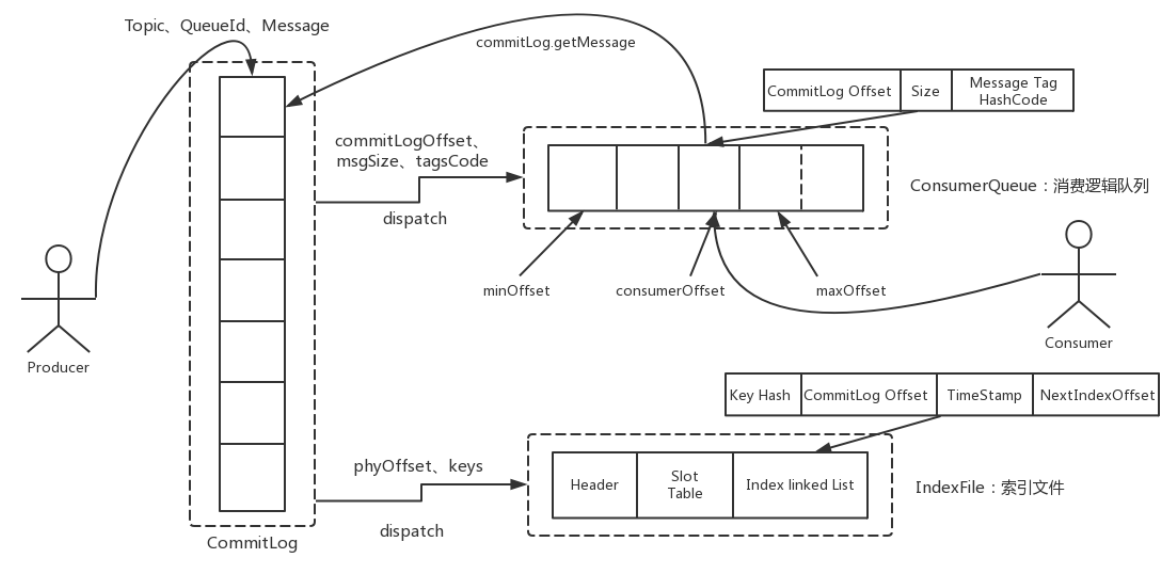 Topic、QueueId、Message
commitLog.getMessage
CommitLog Offset
Size
Message Tag
HashCode
commitLogOffset、
msgSize、tagsCode
dispatch
ConsumerQueue：消费逻辑队列
minOffset
consumerOffset
maxOffset
Producer
Consumer
Key Hash
CommitLog Offset
TimeStamp
NextIndexOffset
phyOffset、keys
dispatch
Header
Slot
Table
Index linked List
IndexFile：索引文件
CommitLog